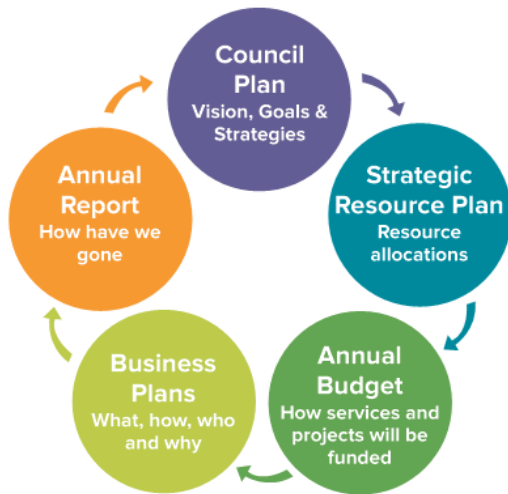 Council
Plan
Vision, Goals &
Strategies
Strategic
Resource Plan
Resource
allocations
Annual
Budget
How services and
projects will be
funded
Business
Plans
What, how, who
and why
Annual
Report
How have we
gone